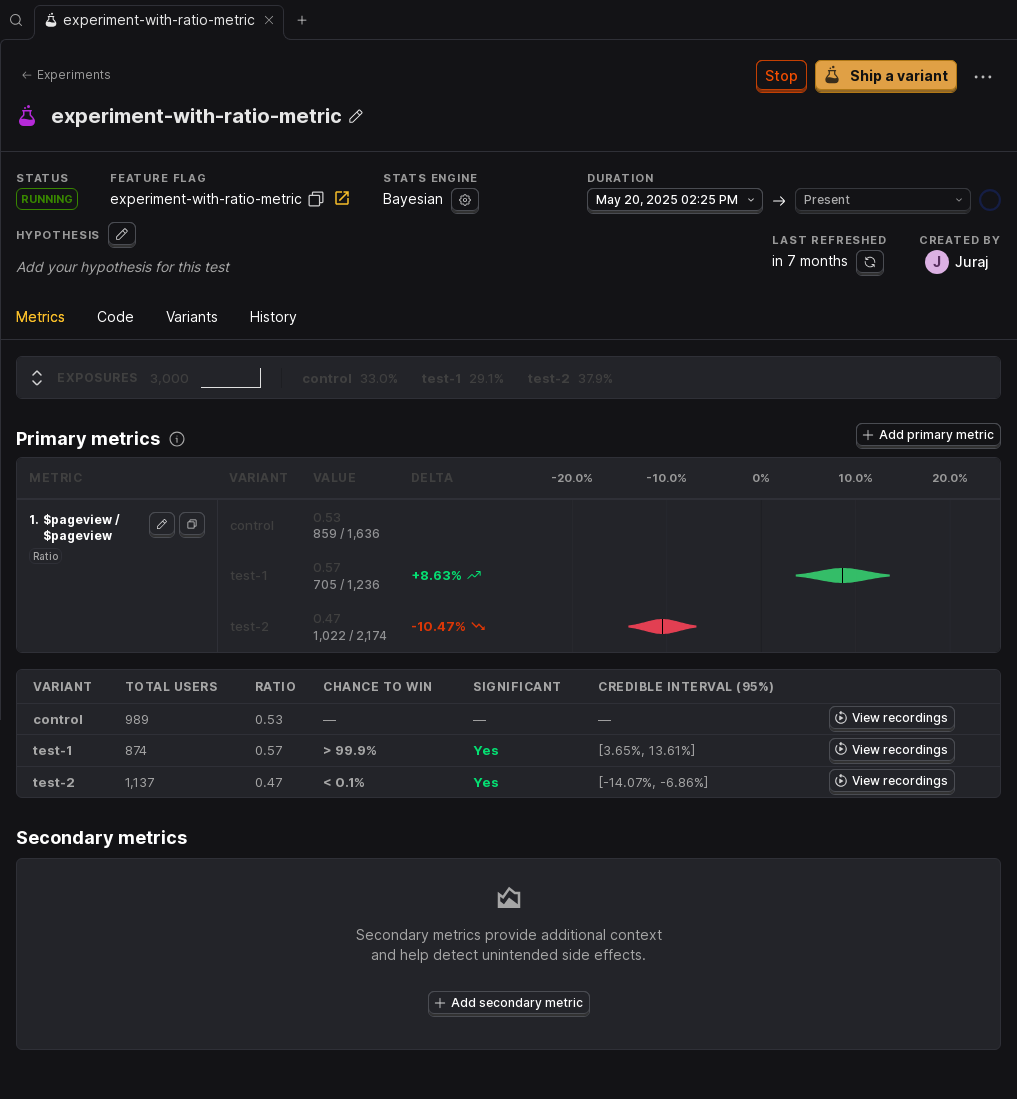 experiment-with-ratio-metric
Experiments
Stop
Ship a variant
experiment-with-ratio-metric
STATUS
RUNNING
FEATURE FLAG
experiment-with-ratio-metric
STATS ENGINE
Bayesian
DURATION
May 20, 2025 02:25 PM
Present
HYPOTHESIS
Add your hypothesis for this test
LAST REFRESHED
in 7 months
CREATED BY
J Juraj
Metrics Code Variants History
EXPOSURES 3,000 control 33.0% test-1 29.1% test-2 37.9%
Primary metrics
Add primary metric
METRIC VARIANT VALUE DELTA -20.0% -10.0% 0% 10.0% 20.0%
1. $pageview /
$pageview
Ratio
control 0.53
859 / 1,636
test-1 0.57
705 / 1,236
+8.63%
test-2 0.47
1,022 / 2,174
-10.47%
VARIANT TOTAL USERS RATIO CHANCE TO WIN SIGNIFICANT CREDIBLE INTERVAL (95%)
control 989 0.53 — — — View recordings
test-1 874 0.57 > 99.9% Yes [3.65%, 13.61%] View recordings
test-2 1,137 0.47 < 0.1% Yes [-14.07%, -6.86%] View recordings
Secondary metrics
Secondary metrics provide additional context
and help detect unintended side effects.
Add secondary metric